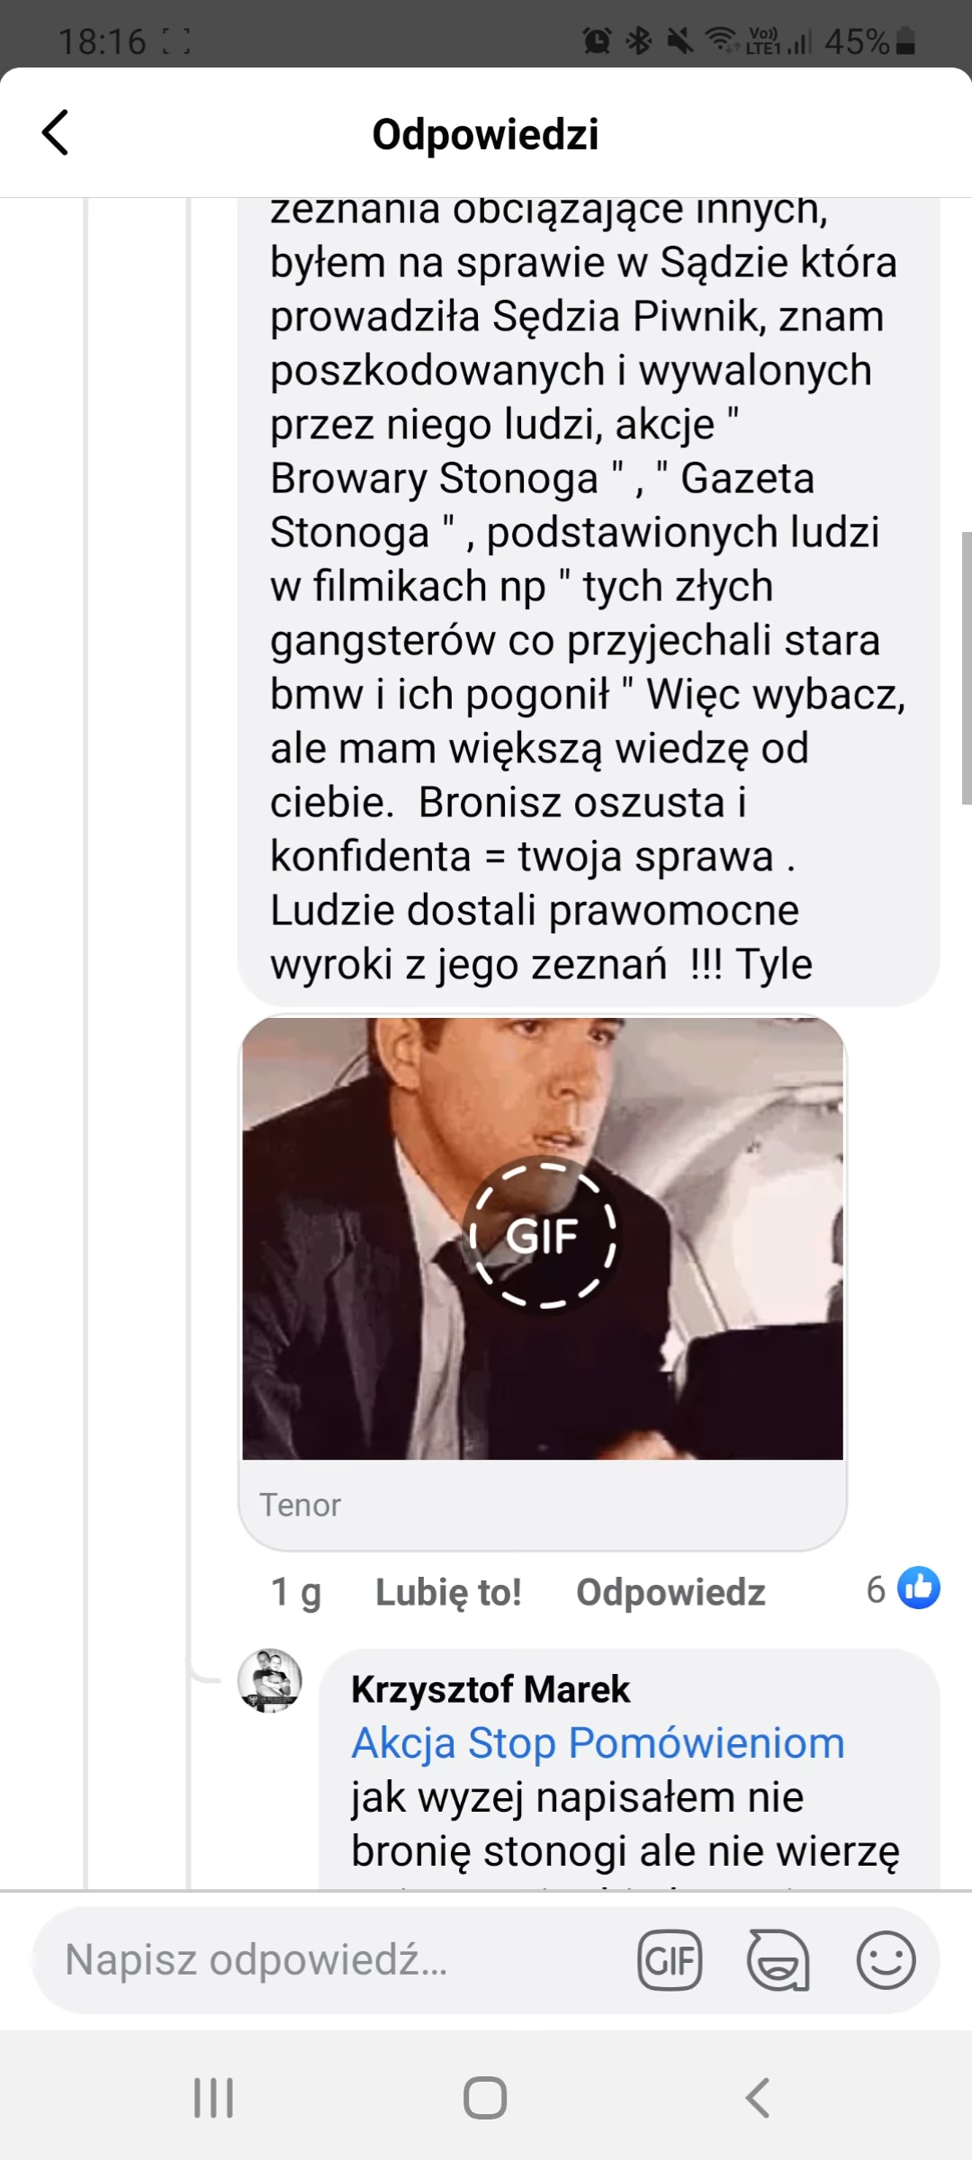 18:16
Vo)) LTE1 45%
Odpowiedzi
zeznania obciążające innych,
byłem na sprawie w Sądzie która
prowadziła Sędzia Piwnik, znam
poszkodowanych i wywalonych
przez niego ludzi, akcje "
Browary Stonoga " , " Gazeta
Stonoga " , podstawionych ludzi
w filmikach np " tych złych
gangsterów co przyjechali stara
bmw i ich pogonił " Więc wybacz,
ale mam większą wiedzę od
ciebie.  Bronisz oszusta i
konfidenta = twoja sprawa .
Ludzie dostali prawomocne
wyroki z jego zeznań  !!! Tyle
GIF
Tenor
1 g Lubię to! Odpowiedz 6
Krzysztof Marek
Akcja Stop Pomówieniom
jak wyzej napisałem nie
bronię stonogi ale nie wierzę
Napisz odpowiedź... GIF